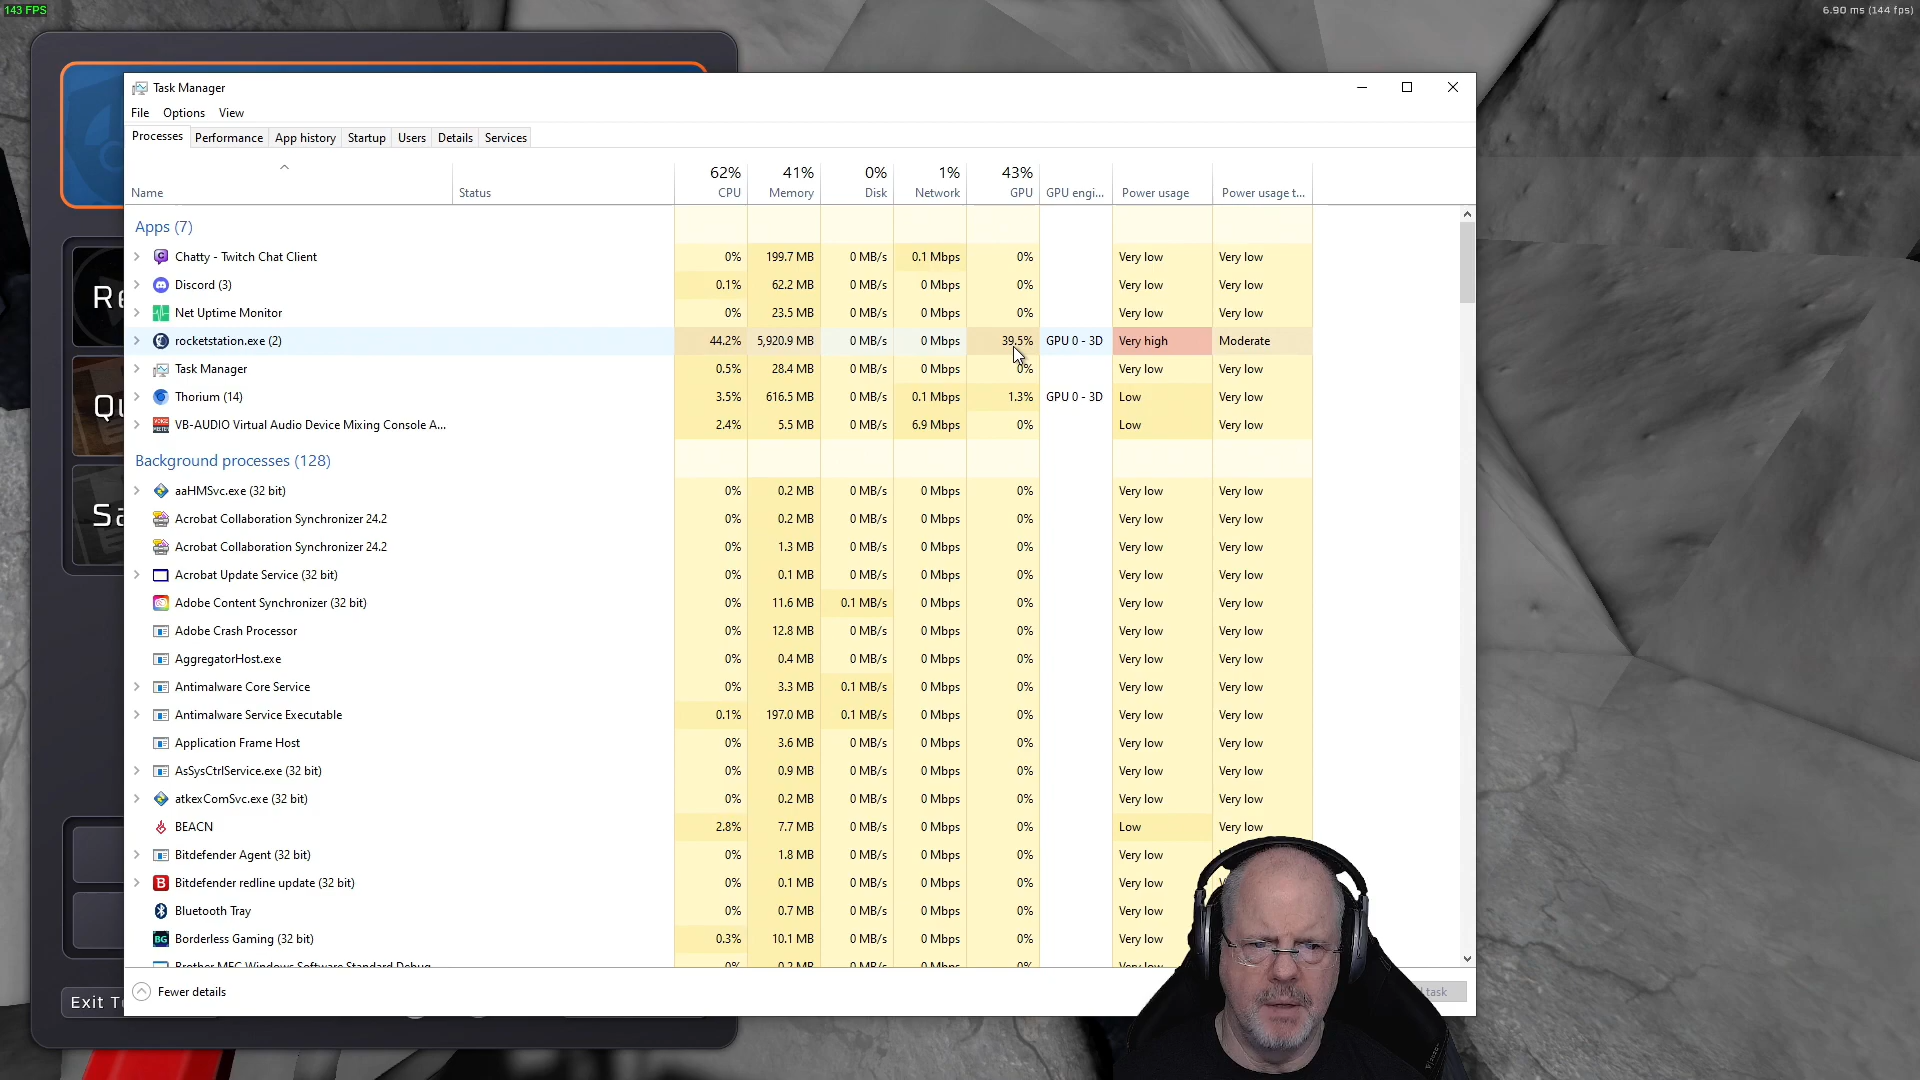 143 FPS
6.90 ms (144 fps)
Task Manager
File Options View
Processes Performance App history Startup Users Details Services
62% 41% 0% 1% 43%
Name Status CPU Memory Disk Network GPU GPU engi... Power usage Power usage t...
Apps (7)
Chatty - Twitch Chat Client 0% 199.7 MB 0 MB/s 0.1 Mbps 0% Very low Very low
Discord (3) 0.1% 62.2 MB 0 MB/s 0 Mbps 0% Very low Very low
Net Uptime Monitor 0% 23.5 MB 0 MB/s 0 Mbps 0% Very low Very low
Re
rocketstation.exe (2) 44.2% 5,920.9 MB 0 MB/s 0 Mbps 39.5% GPU 0 - 3D Very high Moderate
Task Manager 0.5% 28.4 MB 0 MB/s 0 Mbps 0% Very low Very low
Thorium (14) 3.5% 616.5 MB 0 MB/s 0.1 Mbps 1.3% GPU 0 - 3D Low Very low
Qu
VB-AUDIO Virtual Audio Device Mixing Console A... 2.4% 5.5 MB 0 MB/s 6.9 Mbps 0% Low Very low
Background processes (128)
aaHMSvc.exe (32 bit) 0% 0.2 MB 0 MB/s 0 Mbps 0% Very low Very low
Sa
Acrobat Collaboration Synchronizer 24.2 0% 0.2 MB 0 MB/s 0 Mbps 0% Very low Very low
Acrobat Collaboration Synchronizer 24.2 0% 1.3 MB 0 MB/s 0 Mbps 0% Very low Very low
Acrobat Update Service (32 bit) 0% 0.1 MB 0 MB/s 0 Mbps 0% Very low Very low
Adobe Content Synchronizer (32 bit) 0% 11.6 MB 0.1 MB/s 0 Mbps 0% Very low Very low
Adobe Crash Processor 0% 12.8 MB 0 MB/s 0 Mbps 0% Very low Very low
AggregatorHost.exe 0% 0.4 MB 0 MB/s 0 Mbps 0% Very low Very low
Antimalware Core Service 0% 3.3 MB 0.1 MB/s 0 Mbps 0% Very low Very low
Antimalware Service Executable 0.1% 197.0 MB 0.1 MB/s 0 Mbps 0% Very low Very low
Application Frame Host 0% 3.6 MB 0 MB/s 0 Mbps 0% Very low Very low
AsSysCtrlService.exe (32 bit) 0% 0.9 MB 0 MB/s 0 Mbps 0% Very low Very low
atkexComSvc.exe (32 bit) 0% 0.2 MB 0 MB/s 0 Mbps 0% Very low Very low
BEACN 2.8% 7.7 MB 0 MB/s 0 Mbps 0% Low Very low
Bitdefender Agent (32 bit) 0% 1.8 MB 0 MB/s 0 Mbps 0% Very low
Bitdefender redline update (32 bit) 0% 0.1 MB 0 MB/s 0 Mbps 0% Very low
Bluetooth Tray 0% 0.7 MB 0 MB/s 0 Mbps 0% Very low
Borderless Gaming (32 bit) 0.3% 10.1 MB 0 MB/s 0 Mbps 0% Very low
Fewer details
task
Exit T